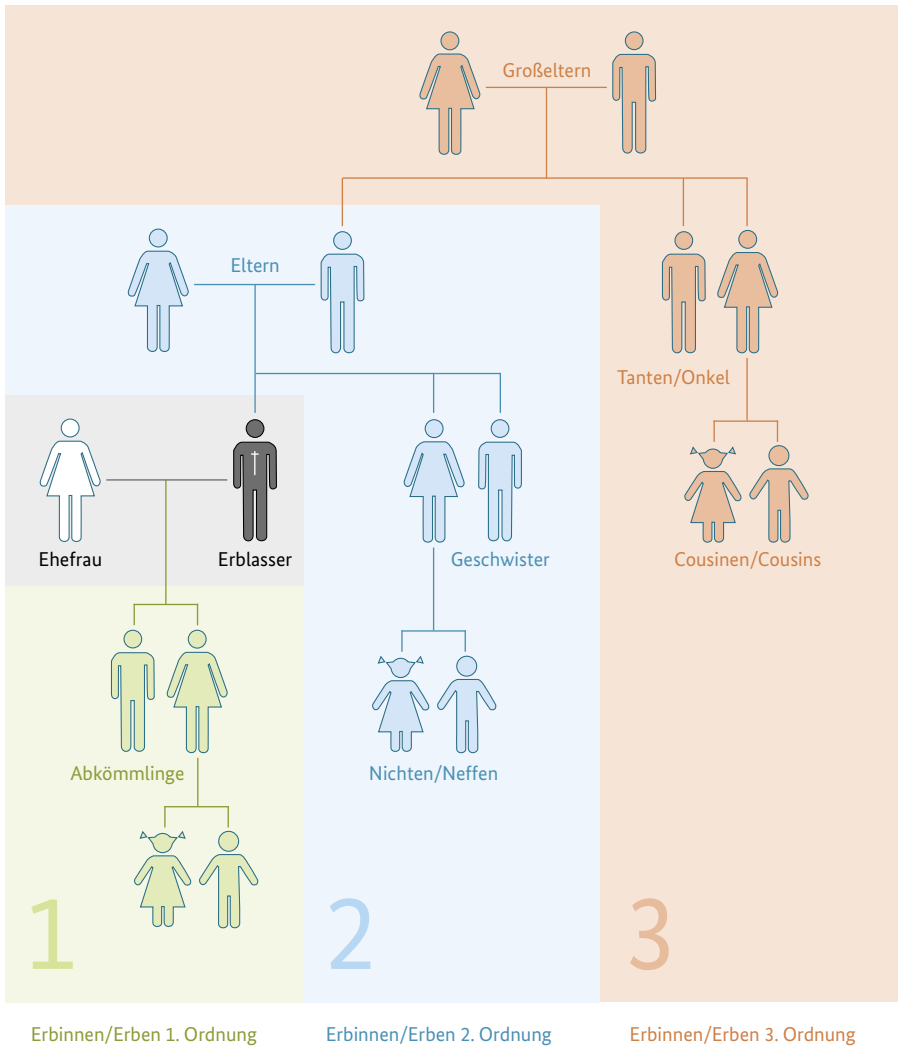 Großeltern
Eltern
Tanten/Onkel
Ehefrau
Erblasser
Geschwister
Cousinen/Cousins
Abkömmlinge
Nichten/Neffen
1
2
3
Erbinnen/Erben 1. Ordnung
Erbinnen/Erben 2. Ordnung
Erbinnen/Erben 3. Ordnung